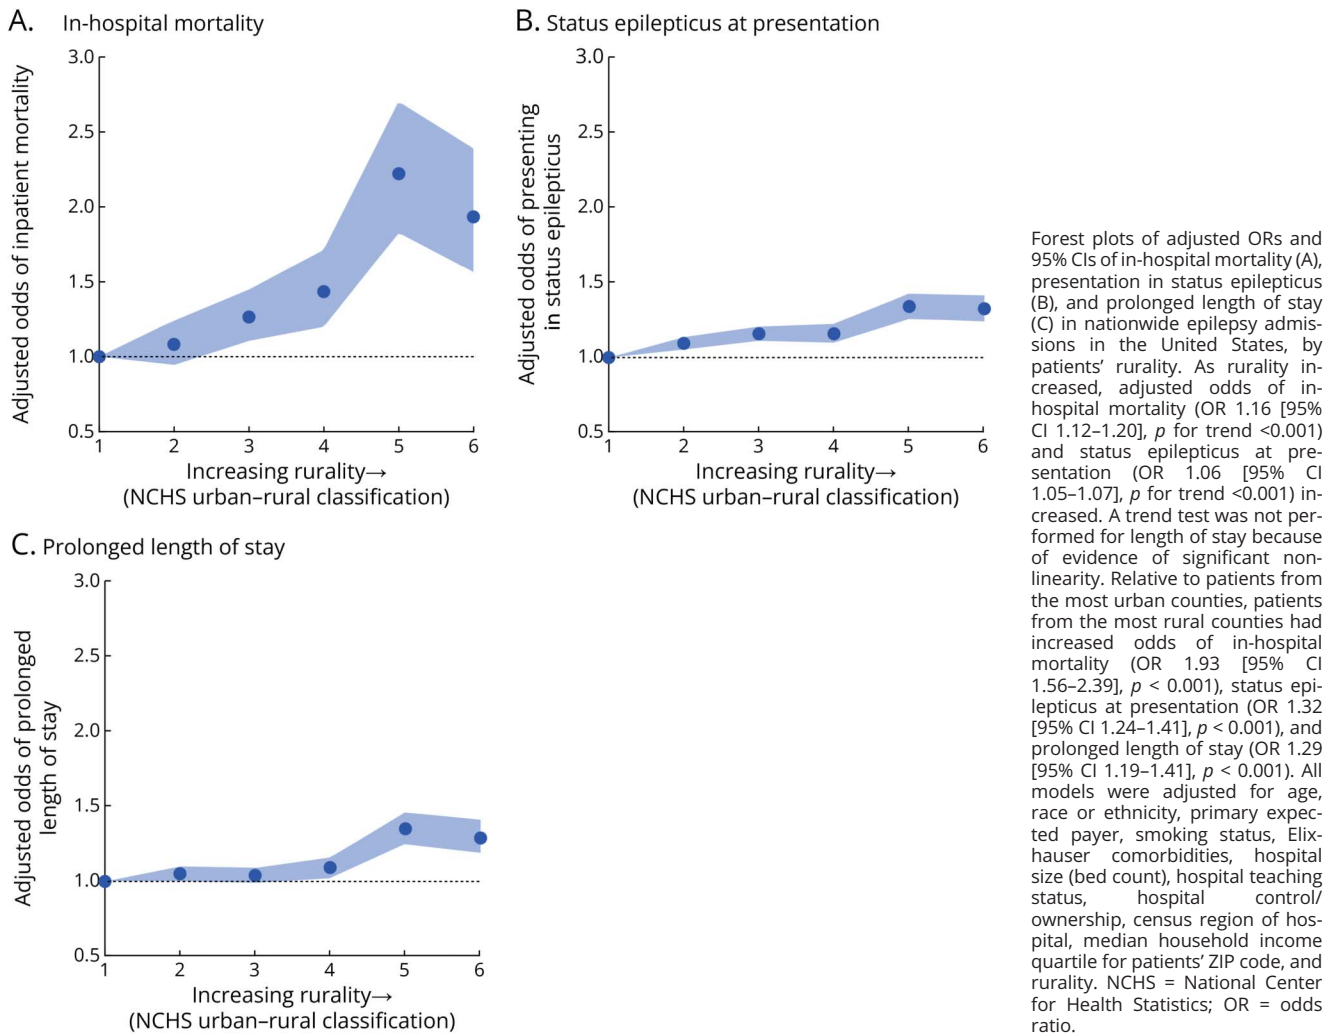 A. In-hospital mortality
Adjusted odds of inpatient mortality
3.0
2.5
2.0
1.5
1.0
0.5
1 2 3 4 5 6
Increasing rurality→
(NCHS urban–rural classification)
B. Status epilepticus at presentation
Adjusted odds of presenting
in status epilepticus
3.0
2.5
2.0
1.5
1.0
0.5
1 2 3 4 5 6
Increasing rurality→
(NCHS urban–rural classification)
C. Prolonged length of stay
Adjusted odds of prolonged
length of stay
3.0
2.5
2.0
1.5
1.0
0.5
1 2 3 4 5 6
Increasing rurality→
(NCHS urban–rural classification)
Forest plots of adjusted ORs and
95% CIs of in-hospital mortality (A),
presentation in status epilepticus
(B), and prolonged length of stay
(C) in nationwide epilepsy admis-
sions in the United States, by
patients’ rurality. As rurality in-
creased, adjusted odds of in-
hospital mortality (OR 1.16 [95%
CI 1.12–1.20], p for trend <0.001)
and status epilepticus at pre-
sentation (OR 1.06 [95% CI
1.05–1.07], p for trend <0.001) in-
creased. A trend test was not per-
formed for length of stay because
of evidence of significant non-
linearity. Relative to patients from
the most urban counties, patients
from the most rural counties had
increased odds of in-hospital
mortality (OR 1.93 [95% CI
1.56–2.39], p < 0.001), status epi-
lepticus at presentation (OR 1.32
[95% CI 1.24–1.41], p < 0.001), and
prolonged length of stay (OR 1.29
[95% CI 1.19–1.41], p < 0.001). All
models were adjusted for age,
race or ethnicity, primary expec-
ted payer, smoking status, Elix-
hauser comorbidities, hospital
size (bed count), hospital teaching
status, hospital control/
ownership, census region of hos-
pital, median household income
quartile for patients’ ZIP code, and
rurality. NCHS = National Center
for Health Statistics; OR = odds
ratio.